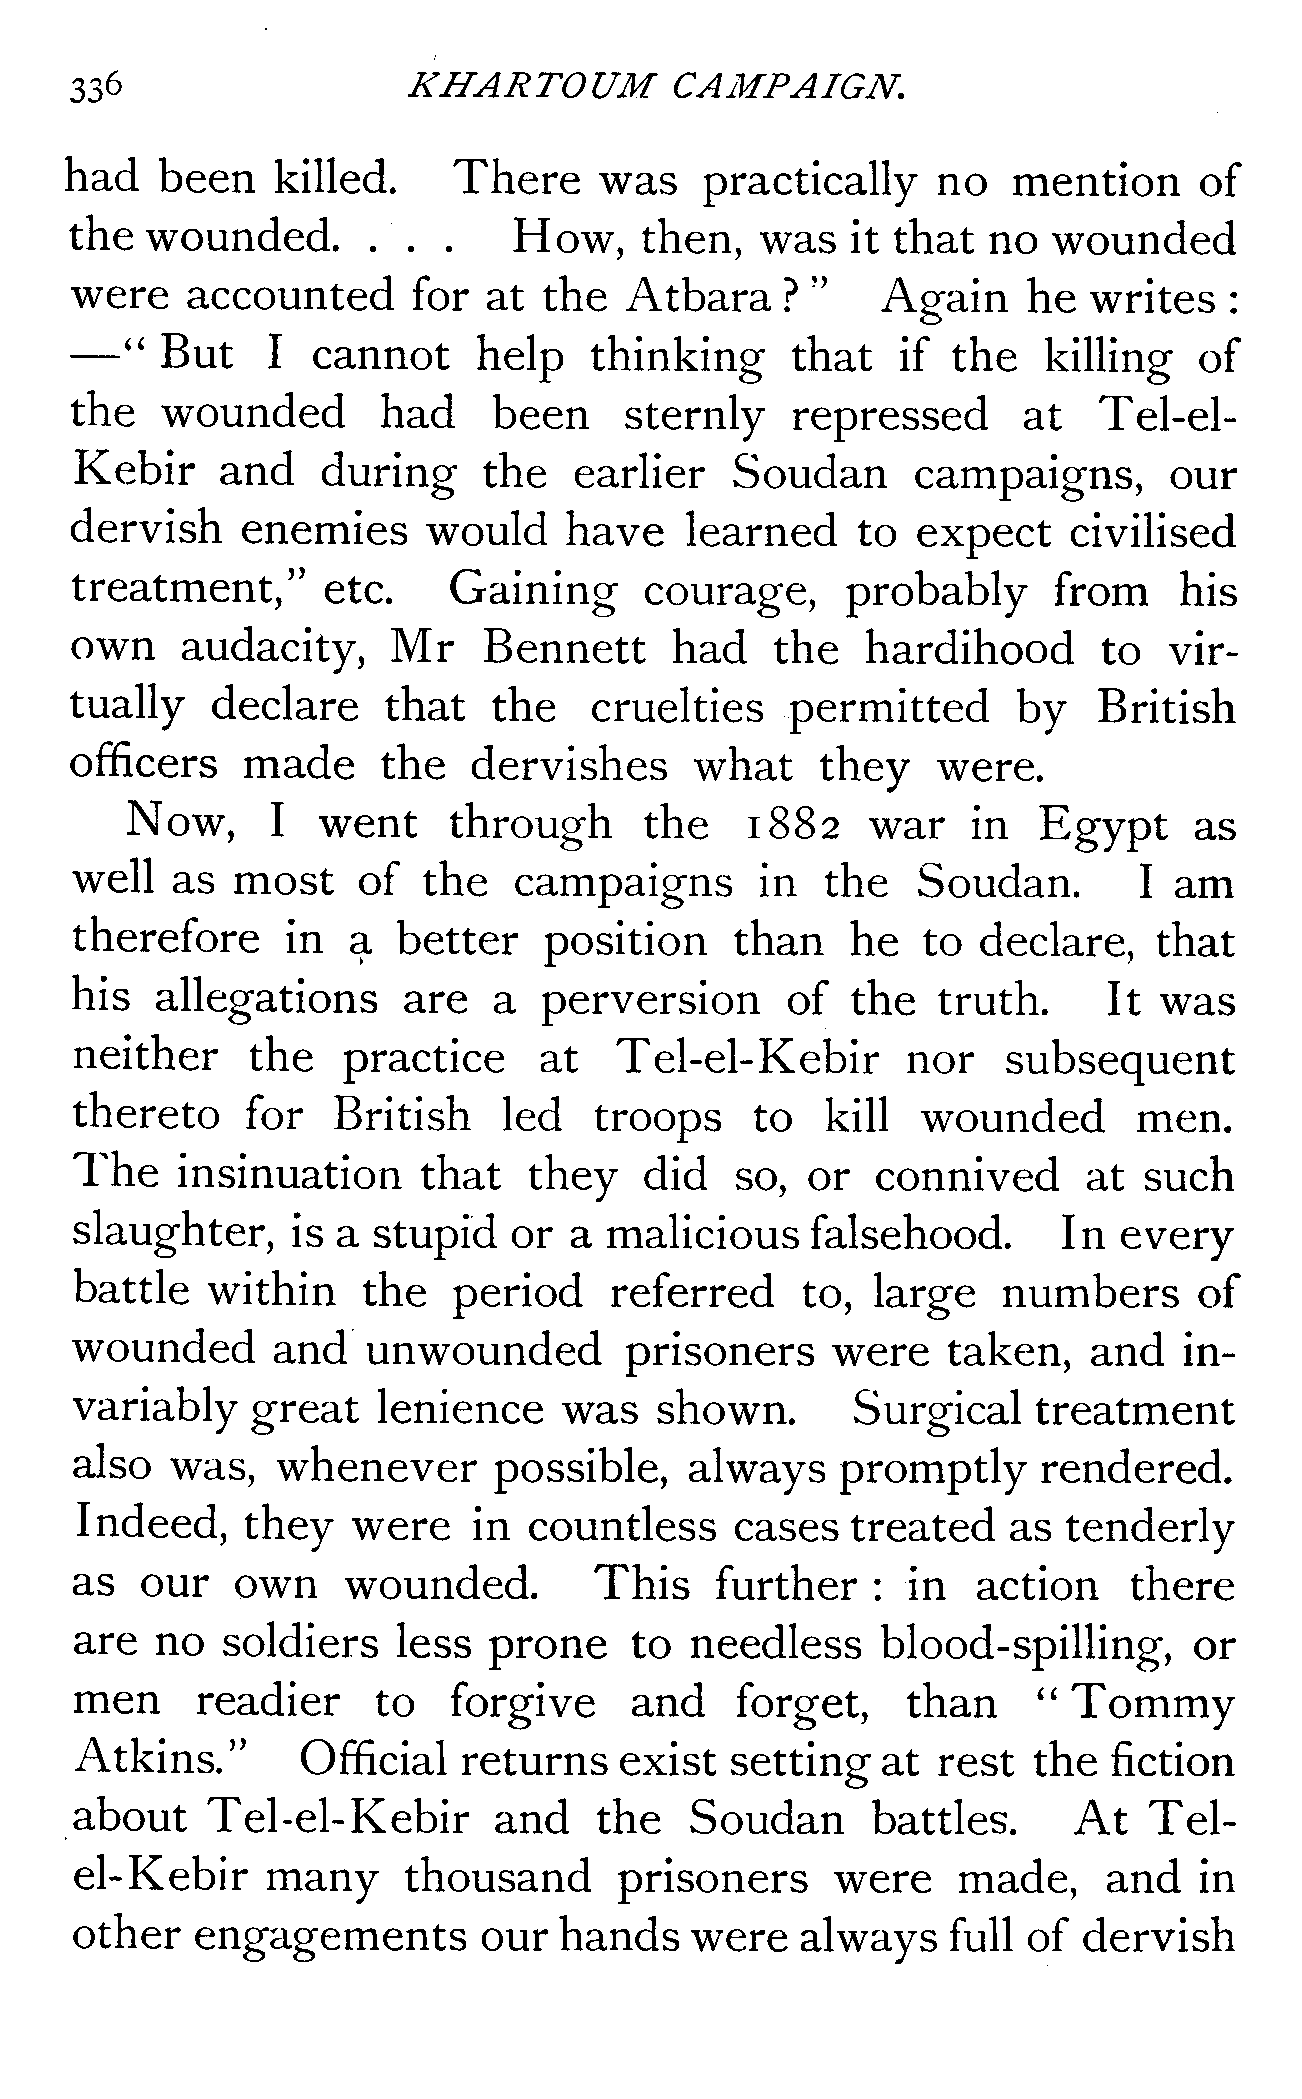 336 KHARTOUM CAMPAIGN.
had been killed. There was practically no mention of
the wounded. . . . How, then, was it that no wounded
were accounted for at the Atbara ? " Again he writes :
—" But I cannot help thinking that if the killing of
the wounded had been sternly repressed at Tel-el-
Kebir and during the earlier Soudan campaigns, our
dervish enemies would have learned to expect civilised
treatment," etc. Gaining courage, probably from his
own audacity, Mr Bennett had the hardihood to vir-
tually declare that the cruelties permitted by British
officers made the dervishes what they were.
Now, I went through the 1882 war in Egypt as
well as most of the campaigns in the Soudan. I am
therefore in a better position than he to declare, that
his allegations are a perversion of the truth. It was
neither the practice at Tel-el-Kebir nor subsequent
thereto for British led troops to kill wounded men.
The insinuation that they did so, or connived at such
slaughter, is a stupid or a malicious falsehood. In every
battle within the period referred to, large numbers of
wounded and unwounded prisoners were taken, and in-
variably great lenience was shown. Surgical treatment
also was, whenever possible, always promptly rendered.
Indeed, they were in countless cases treated as tenderly
as our own wounded. This further : in action there
are no soldiers less prone to needless blood-spilling, or
men readier to forgive and forget, than " Tommy
Atkins." Official returns exist setting at rest the fiction
about Tel-el-Kebir and the Soudan battles. At Tel-
el-Kebir many thousand prisoners were made, and in
other engagements our hands were always full of dervish